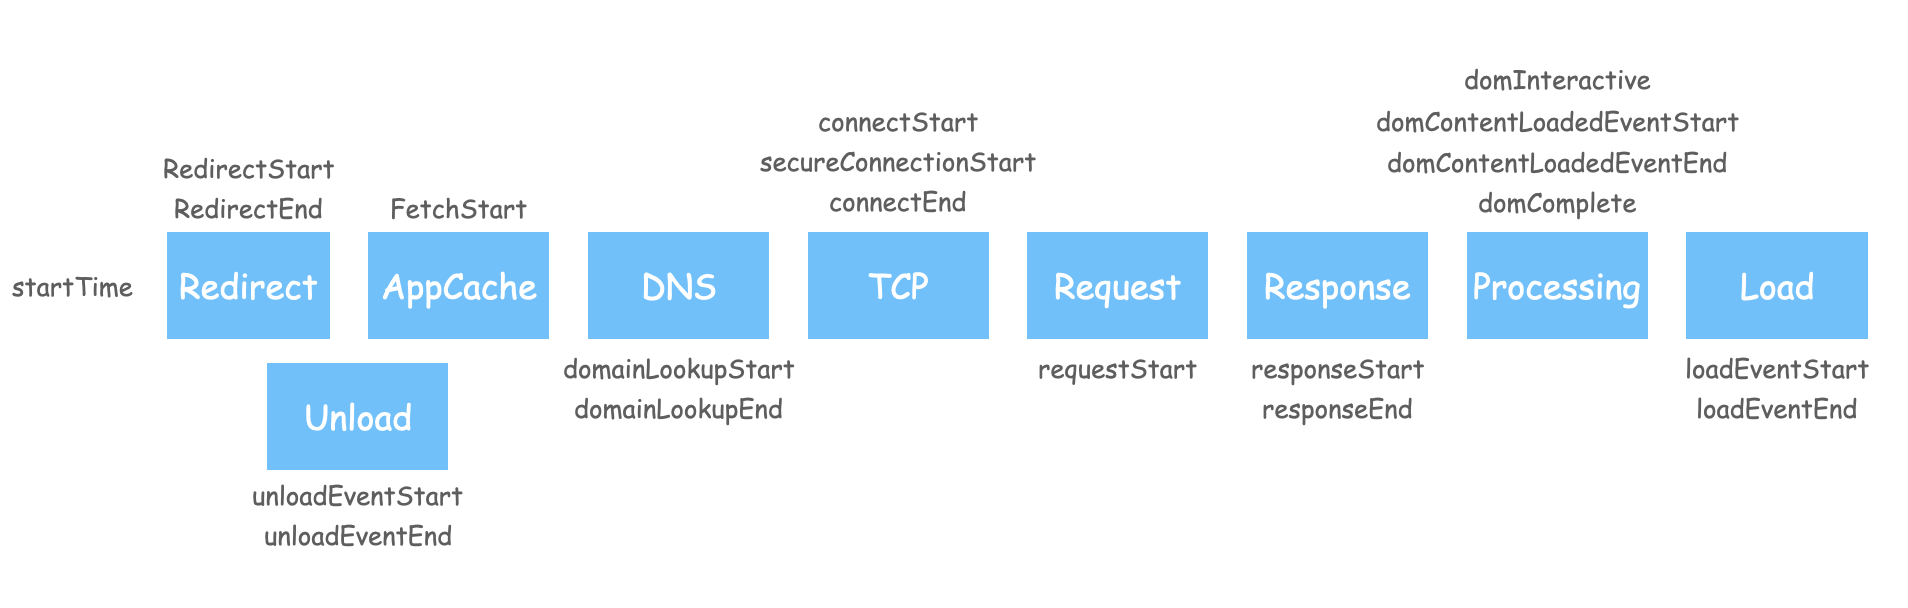 startTime
RedirectStart
RedirectEnd
Redirect
Unload
unloadEventStart
unloadEventEnd
FetchStart
AppCache
DNS
domainLookupStart
domainLookupEnd
connectStart
secureConnectionStart
connectEnd
TCP
Request
requestStart
Response
responseStart
responseEnd
domInteractive
domContentLoadedEventStart
domContentLoadedEventEnd
domComplete
Processing
Load
loadEventStart
loadEventEnd